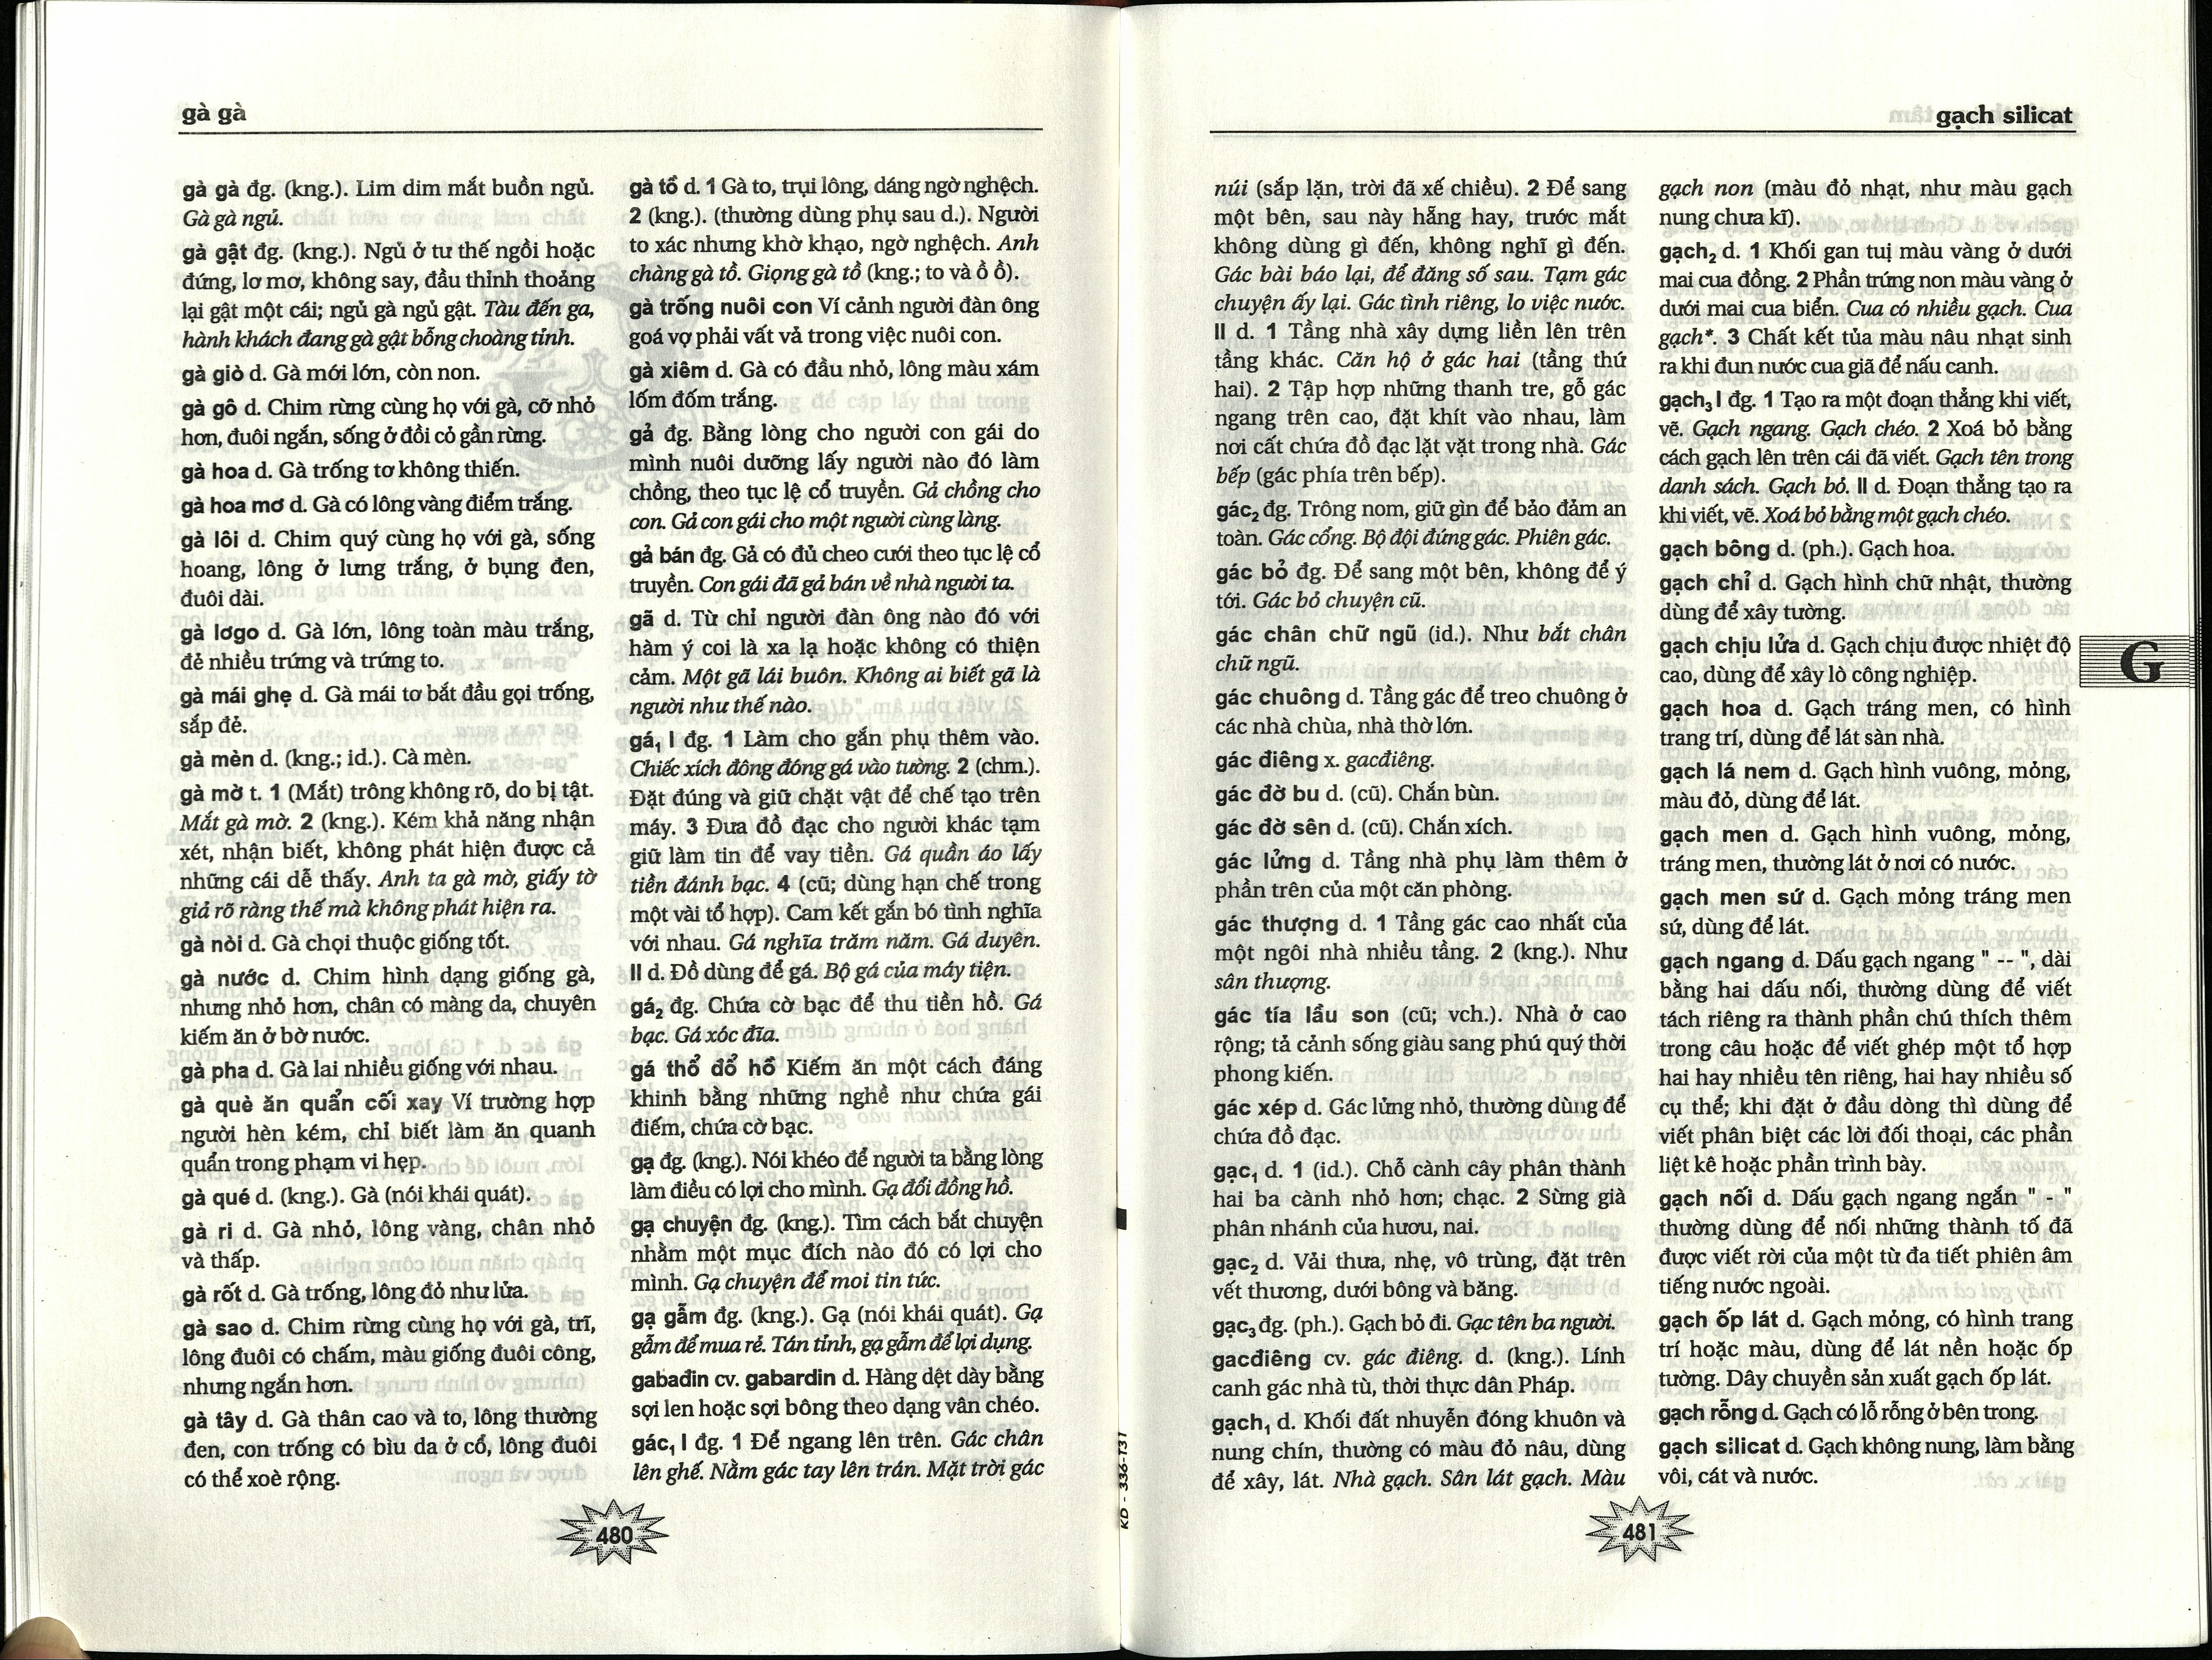 gà gà
gà gà đg. (kng.). Lim dim mắt buồn ngủ.
Gà gà ngủ.
gà gật đg. (kng.). Ngủ ở tư thế ngồi hoặc
đứng, lơ mơ, không say, đầu thỉnh thoảng
lại gật một cái; ngủ gà ngủ gật. Tàu đến ga,
hành khách đang gà gật bỗng choàng tỉnh.
gà giò d. Gà mới lớn, còn non.
gà gô d. Chim rừng cùng họ với gà, cỡ nhỏ
hơn, đuôi ngắn, sống ở đồi cỏ gần rừng.
gà hoa d. Gà trống tơ không thiến.
gà hoa mơ d. Gà có lông vàng điểm trắng.
gà lôi d. Chim quý cùng họ với gà, sống
hoang, lông ở lưng trắng, ở bụng đen,
đuôi dài.
gà lơgo d. Gà lớn, lông toàn màu trắng,
đẻ nhiều trứng và trứng to.
gà mái ghẹ d. Gà mái tơ bắt đầu gọi trống,
sắp đẻ.
gà mèn d. (kng.; id.). Cà mèn.
gà mờ t. 1 (Mắt) trông không rõ, do bị tật.
Mắt gà mờ. 2 (kng.). Kém khả năng nhận
xét, nhận biết, không phát hiện được cả
những cái dễ thấy. Anh ta gà mờ, giấy tờ
giả rõ ràng thế mà không phát hiện ra.
gà nòi d. Gà chọi thuộc giống tốt.
gà nước d. Chim hình dạng giống gà,
nhưng nhỏ hơn, chân có màng da, chuyên
kiếm ăn ở bờ nước.
gà pha d. Gà lai nhiều giống với nhau.
gà què ăn quẩn cối xay Ví trường hợp
người hèn kém, chỉ biết làm ăn quanh
quẩn trong phạm vi hẹp.
gà qué d. (kng.). Gà (nói khái quát).
gà ri d. Gà nhỏ, lông vàng, chân nhỏ
và thấp.
gà rốt d. Gà trống, lông đỏ như lửa.
gà sao d. Chim rừng cùng họ với gà, trĩ,
lông đuôi có chấm, màu giống đuôi công,
nhưng ngắn hơn.
gà tây d. Gà thân cao và to, lông thường
đen, con trống có bìu da ở cổ, lông đuôi
có thể xoè rộng.
gà tồ d. 1 Gà to, trụi lông, dáng ngờ nghệch.
2 (kng.). (thường dùng phụ sau d.). Người
to xác nhưng khờ khạo, ngờ nghệch. Anh
chàng gà tồ. Giọng gà tồ (kng.; to và ồ ồ).
gà trống nuôi con Ví cảnh người đàn ông
goá vợ phải vất vả trong việc nuôi con.
gà xiêm d. Gà có đầu nhỏ, lông màu xám
lốm đốm trắng.
gả đg. Bằng lòng cho người con gái do
mình nuôi dưỡng lấy người nào đó làm
chồng, theo tục lệ cổ truyền. Gả chồng cho
con. Gả con gái cho một người cùng làng.
gả bán đg. Gả có đủ cheo cưới theo tục lệ cổ
truyền. Con gái đã gả bán về nhà người ta.
gã d. Từ chỉ người đàn ông nào đó với
hàm ý coi là xa lạ hoặc không có thiện
cảm. Một gã lái buôn. Không ai biết gã là
người như thế nào.
gá₁ I đg. 1 Làm cho gắn phụ thêm vào.
Chiếc xích đông đóng gá vào tường. 2 (chm.).
Đặt đúng và giữ chặt vật để chế tạo trên
máy. 3 Đưa đồ đạc cho người khác tạm
giữ làm tin để vay tiền. Gá quần áo lấy
tiền đánh bạc. 4 (cũ; dùng hạn chế trong
một vài tổ hợp). Cam kết gắn bó tình nghĩa
với nhau. Gá nghĩa trăm năm. Gá duyên.
II d. Đồ dùng để gá. Bộ gá của máy tiện.
gá₂ đg. Chứa cờ bạc để thu tiền hồ. Gá
bạc. Gá xóc đĩa.
gá thổ đổ hồ Kiếm ăn một cách đáng
khinh bằng những nghề như chứa gái
điếm, chứa cờ bạc.
gạ đg. (kng.). Nói khéo để người ta bằng lòng
làm điều có lợi cho mình. Gạ đổi đồng hồ.
gạ chuyện đg. (kng.). Tìm cách bắt chuyện
nhằm một mục đích nào đó có lợi cho
mình. Gạ chuyện để moi tin tức.
gạ gẫm đg. (kng.). Gạ (nói khái quát). Gạ
gẫm để mua rẻ. Tán tỉnh, gạ gẫm để lợi dụng.
gabađin cv. gabardin d. Hàng dệt dày bằng
sợi len hoặc sợi bông theo dạng vân chéo.
gác₁ I đg. 1 Để ngang lên trên. Gác chân
lên ghế. Nằm gác tay lên trán. Mặt trời gác
480
KD - 336-T3T
gạch silicat
núi (sắp lặn, trời đã xế chiều). 2 Để sang
một bên, sau này hẵng hay, trước mắt
không dùng gì đến, không nghĩ gì đến.
Gác bài báo lại, để đăng số sau. Tạm gác
chuyện ấy lại. Gác tình riêng, lo việc nước.
II d. 1 Tầng nhà xây dựng liền lên trên
tầng khác. Căn hộ ở gác hai (tầng thứ
hai). 2 Tập hợp những thanh tre, gỗ gác
ngang trên cao, đặt khít vào nhau, làm
nơi cất chứa đồ đạc lặt vặt trong nhà. Gác
bếp (gác phía trên bếp).
gác₂ đg. Trông nom, giữ gìn để bảo đảm an
toàn. Gác cổng. Bộ đội đứng gác. Phiên gác.
gác bỏ đg. Để sang một bên, không để ý
tới. Gác bỏ chuyện cũ.
gác chân chữ ngũ (id.). Như bắt chân
chữ ngũ.
gác chuông d. Tầng gác để treo chuông ở
các nhà chùa, nhà thờ lớn.
gác điêng x. gacđiêng.
gác đờ bu d. (cũ). Chắn bùn.
gác đờ sên d. (cũ). Chắn xích.
gác lửng d. Tầng nhà phụ làm thêm ở
phần trên của một căn phòng.
gác thượng d. 1 Tầng gác cao nhất của
một ngôi nhà nhiều tầng. 2 (kng.). Như
sân thượng.
gác tía lầu son (cũ; vch.). Nhà ở cao
rộng; tả cảnh sống giàu sang phú quý thời
phong kiến.
gác xép d. Gác lửng nhỏ, thường dùng để
chứa đồ đạc.
gạc₁ d. 1 (id.). Chỗ cành cây phân thành
hai ba cành nhỏ hơn; chạc. 2 Sừng già
phân nhánh của hươu, nai.
gạc₂ d. Vải thưa, nhẹ, vô trùng, đặt trên
vết thương, dưới bông và băng.
gạc₃ đg. (ph.). Gạch bỏ đi. Gạc tên ba người.
gacđiêng cv. gác điêng. d. (kng.). Lính
canh gác nhà tù, thời thực dân Pháp.
gạch₁ d. Khối đất nhuyễn đóng khuôn và
nung chín, thường có màu đỏ nâu, dùng
để xây, lát. Nhà gạch. Sân lát gạch. Màu
gạch non (màu đỏ nhạt, như màu gạch
nung chưa kĩ).
gạch₂ d. 1 Khối gan tuỵ màu vàng ở dưới
mai cua đồng. 2 Phần trứng non màu vàng ở
dưới mai cua biển. Cua có nhiều gạch. Cua
gạch*. 3 Chất kết tủa màu nâu nhạt sinh
ra khi đun nước cua giã để nấu canh.
gạch₃ I đg. 1 Tạo ra một đoạn thẳng khi viết,
vẽ. Gạch ngang. Gạch chéo. 2 Xoá bỏ bằng
cách gạch lên trên cái đã viết. Gạch tên trong
danh sách. Gạch bỏ. II d. Đoạn thẳng tạo ra
khi viết, vẽ. Xoá bỏ bằng một gạch chéo.
gạch bông d. (ph.). Gạch hoa.
gạch chỉ d. Gạch hình chữ nhật, thường
dùng để xây tường.
gạch chịu lửa d. Gạch chịu được nhiệt độ
cao, dùng để xây lò công nghiệp.
gạch hoa d. Gạch tráng men, có hình
trang trí, dùng để lát sàn nhà.
gạch lá nem d. Gạch hình vuông, mỏng,
màu đỏ, dùng để lát.
gạch men d. Gạch hình vuông, mỏng,
tráng men, thường lát ở nơi có nước.
gạch men sứ d. Gạch mỏng tráng men
sứ, dùng để lát.
gạch ngang d. Dấu gạch ngang " -- ", dài
bằng hai dấu nối, thường dùng để viết
tách riêng ra thành phần chú thích thêm
trong câu hoặc để viết ghép một tổ hợp
hai hay nhiều tên riêng, hai hay nhiều số
cụ thể; khi đặt ở đầu dòng thì dùng để
viết phân biệt các lời đối thoại, các phần
liệt kê hoặc phần trình bày.
gạch nối d. Dấu gạch ngang ngắn " - "
thường dùng để nối những thành tố đã
được viết rời của một từ đa tiết phiên âm
tiếng nước ngoài.
gạch ốp lát d. Gạch mỏng, có hình trang
trí hoặc màu, dùng để lát nền hoặc ốp
tường. Dây chuyền sản xuất gạch ốp lát.
gạch rỗng d. Gạch có lỗ rỗng ở bên trong.
gạch silicat d. Gạch không nung, làm bằng
vôi, cát và nước.
G
481